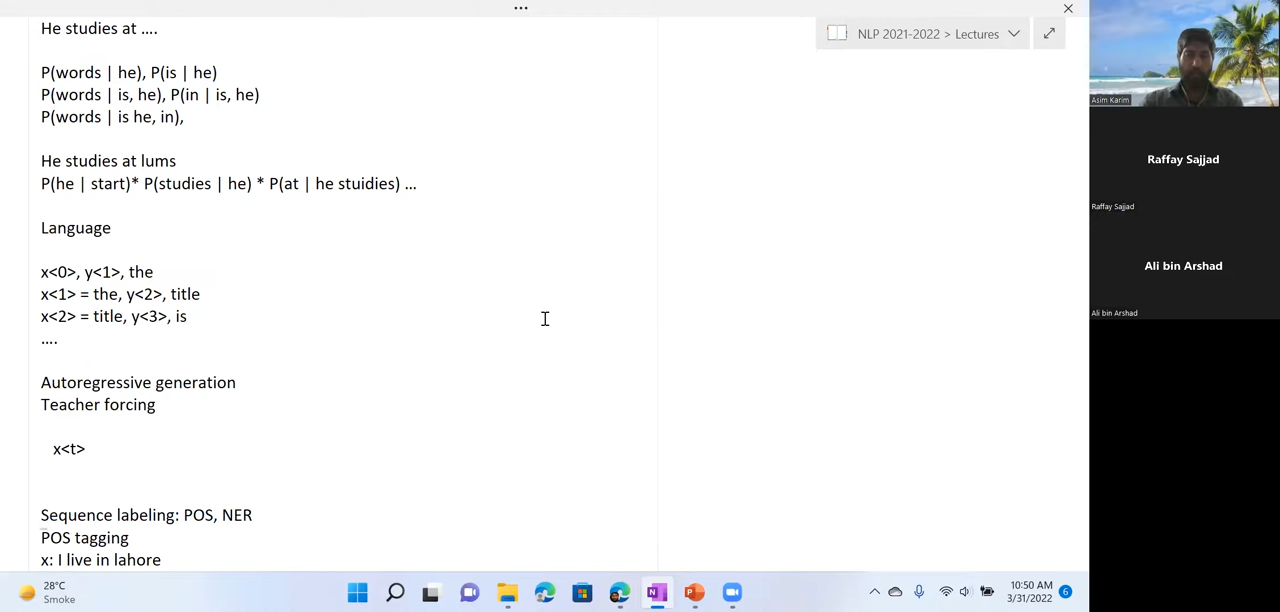 He studies at ....
NLP 2021-2022 > Lectures
P(words | he), P(is | he)
P(words | is, he), P(in | is, he)
P(words | is he, in),
He studies at lums
P(he | start)* P(studies | he) * P(at | he stuidies) ...
Language
x<0>, y<1>, the
x<1> = the, y<2>, title
x<2> = title, y<3>, is
....
Autoregressive generation
Teacher forcing
x<t>
Sequence labeling: POS, NER
POS tagging
x: I live in lahore
Asim Karim
Raffay Sajjad
Raffay Sajjad
Ali bin Arshad
Ali bin Arshad
28°C
Smoke
10:50 AM
3/31/2022
6